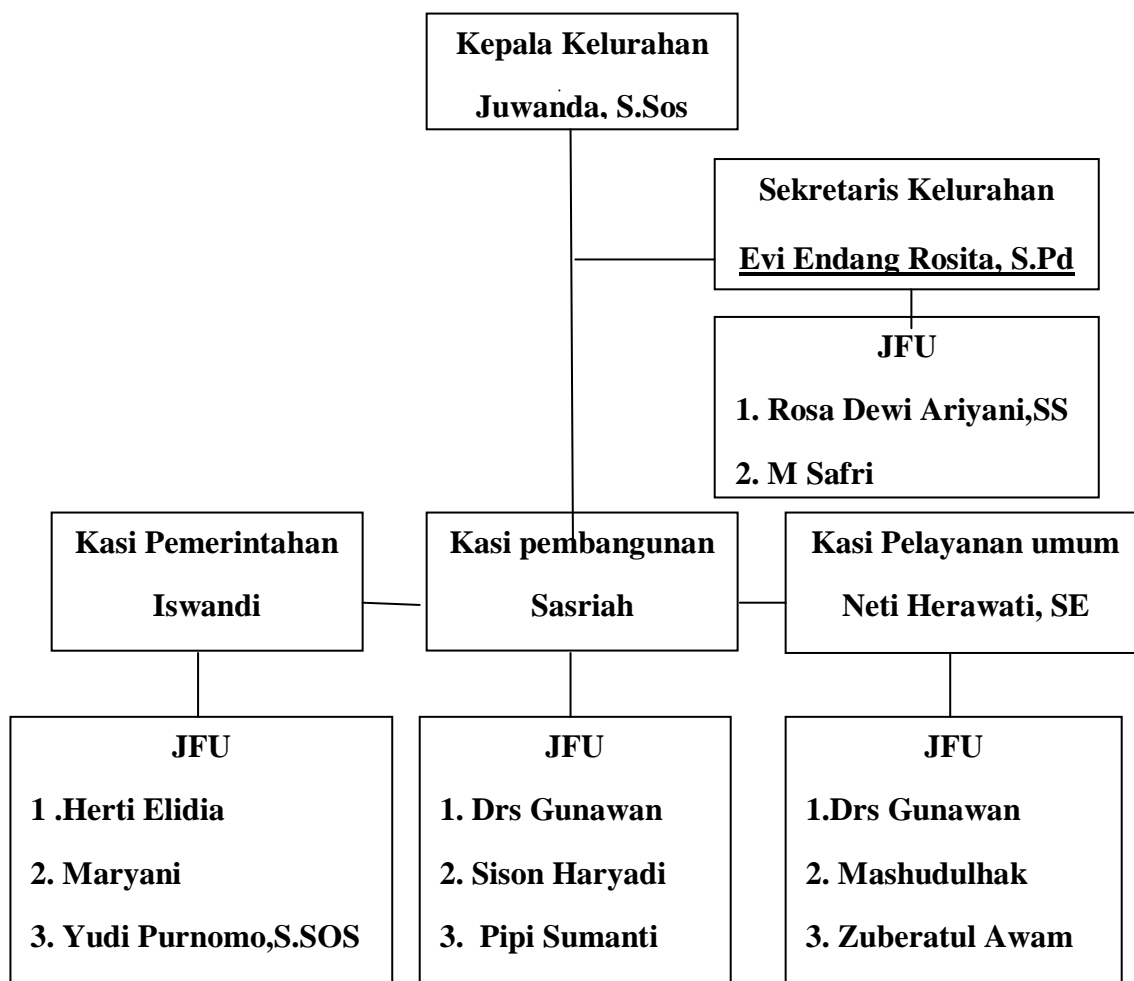 Kepala Kelurahan
Juwanda, S.Sos
Sekretaris Kelurahan
Evi Endang Rosita, S.Pd
JFU
1. Rosa Dewi Ariyani,SS
2. M Safri
Kasi Pemerintahan
Iswandi
Kasi pembangunan
Sasriah
Kasi Pelayanan umum
Neti Herawati, SE
JFU
1 .Herti Elidia
2. Maryani
3. Yudi Purnomo,S.SOS
JFU
1. Drs Gunawan
2. Sison Haryadi
3. Pipi Sumanti
JFU
1.Drs Gunawan
2. Mashudulhak
3. Zuberatul Awam